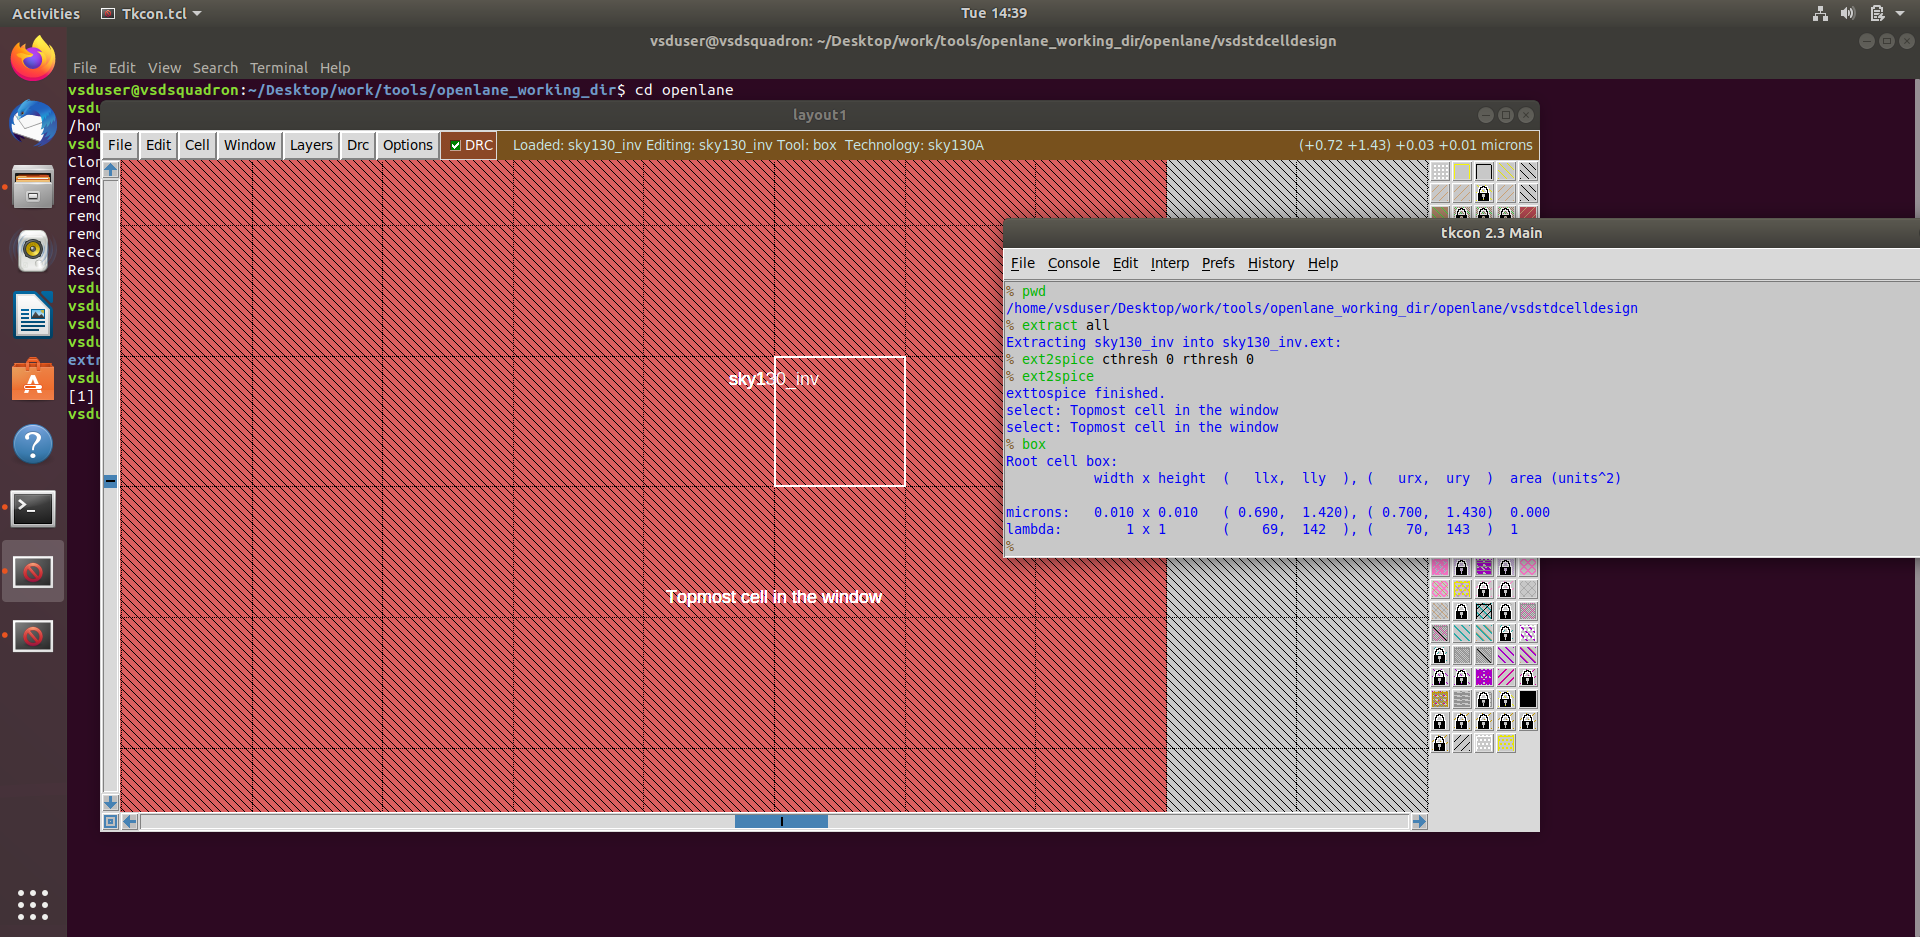 Activities Tkcon.tcl Tue 14:39
vsduser@vsdsquadron: ~/Desktop/work/tools/openlane_working_dir/openlane/vsdstdcelldesign
File Edit View Search Terminal Help
vsduser@vsdsquadron:~/Desktop/work/tools/openlane_working_dir$ cd openlane
layout1
File Edit Cell Window Layers Drc Options DRC Loaded: sky130_inv Editing: sky130_inv Tool: box Technology: sky130A (+0.72 +1.43) +0.03 +0.01 microns
vsdu
/hom
vsdu
Clon
remo
remo
remo
remo
Rece
Reso
vsdu
vsdu
vsdu
vsdu
extr
vsdu
[1]
vsdu
sky130_inv
Topmost cell in the window
tkcon 2.3 Main
File Console Edit Interp Prefs History Help
% pwd
/home/vsduser/Desktop/work/tools/openlane_working_dir/openlane/vsdstdcelldesign
% extract all
Extracting sky130_inv into sky130_inv.ext:
% ext2spice cthresh 0 rthresh 0
% ext2spice
exttospice finished.
select: Topmost cell in the window
select: Topmost cell in the window
% box
Root cell box:
width x height ( llx, lly ), ( urx, ury ) area (units^2)
microns: 0.010 x 0.010 ( 0.690, 1.420), ( 0.700, 1.430) 0.000
lambda: 1 x 1 ( 69, 142 ), ( 70, 143 ) 1
%